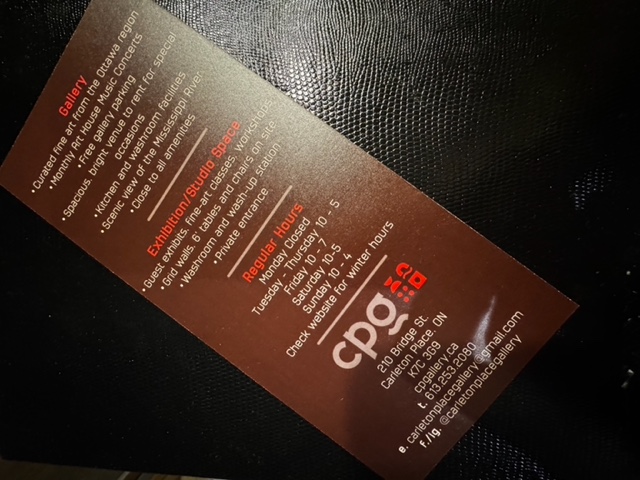 Gallery
•Curated fine art from the Ottawa region
•Monthly Art House Music Concerts
•Free gallery parking
•Spacious, bright venue to rent for special
occasions
•Kitchen and washroom facilites
•Scenic view of the Mississippi River
•Close to all amenities
Exhibition/Studio Space
•Guest exhibits, fine-art classes, workshops
•Grid walls, 6' tables and chairs on site
•Washroom and wash-up station
•Private entrance
Regular Hours
Monday Closed
Tuesday - Thursday 10 - 5
Friday 10 - 7
Saturday 10-5
Sunday 10 - 4
Check website for winter hours
cpg
210 Bridge St.
Carleton Place, ON
K7C 3G9
cpgallery.ca
t. 613.253.2080
e. carletonplacegallery@gmail.com
f./ig. @carletonplacegallery